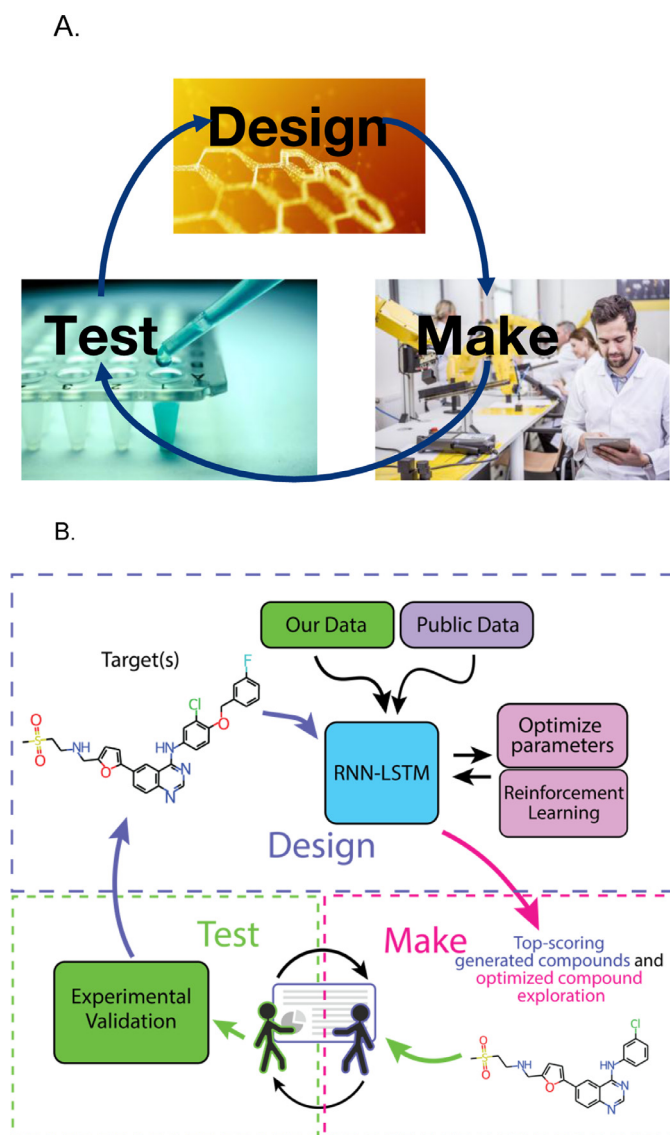 A.
Design
Test
Make
B.
Our Data
Public Data
Target(s)
F
Cl
O
HN
O
S
O
NH
O
N
N
RNN-LSTM
Optimize
parameters
Reinforcement
Learning
Design
Test
Make
Top-scoring
generated compounds and
optimized compound
exploration
Experimental
Validation
Cl
O
S
O
NH
O
HN
N
N